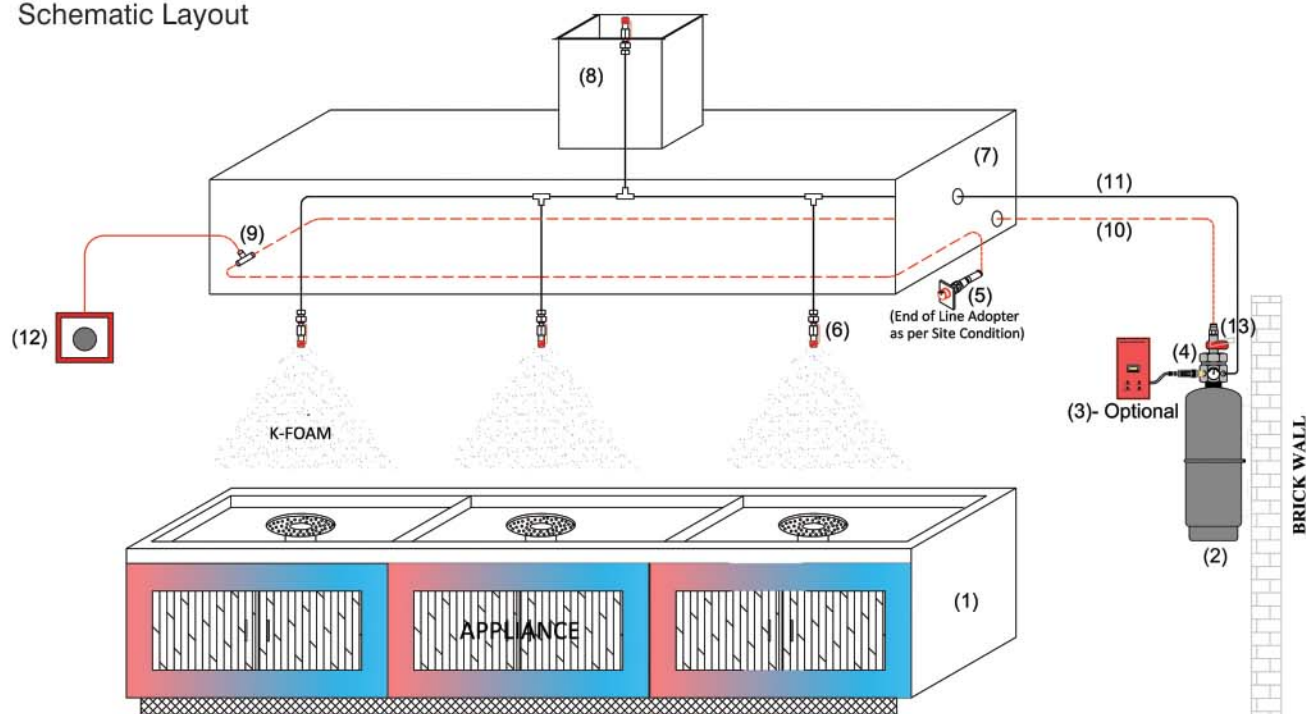 Schematic Layout
(8)
(7)
(11)
(9)
(10)
(5)
(End of Line Adopter
as per Site Condition)
(12)
(6)
(13)
(4)
(3)- Optional
K-FOAM
BRICK WALL
(2)
(1)
APPLIANCE